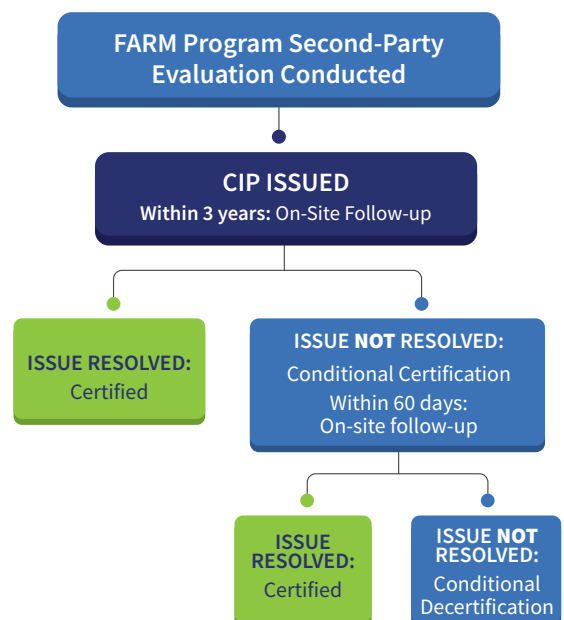 FARM Program Second-Party
Evaluation Conducted
CIP ISSUED
Within 3 years: On-Site Follow-up
ISSUE RESOLVED:
Certified
ISSUE NOT RESOLVED:
Conditional Certification
Within 60 days:
On-site follow-up
ISSUE
RESOLVED:
Certified
ISSUE NOT
RESOLVED:
Conditional
Decertification